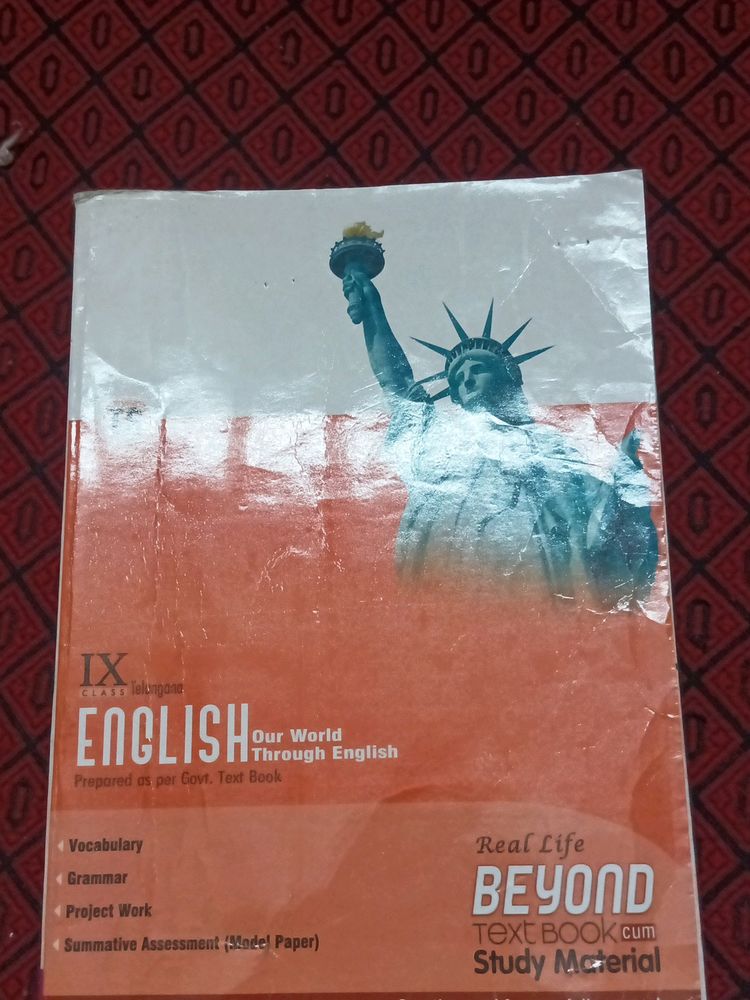 IX
CLASS Telangana
ENGLISH Our World
Through English
Prepared as per Govt. Text Book
Vocabulary
Grammar
Project Work
Summative Assessment (Model Paper)
Real Life
BEYOND
TEXT BOOK cum
Study Material